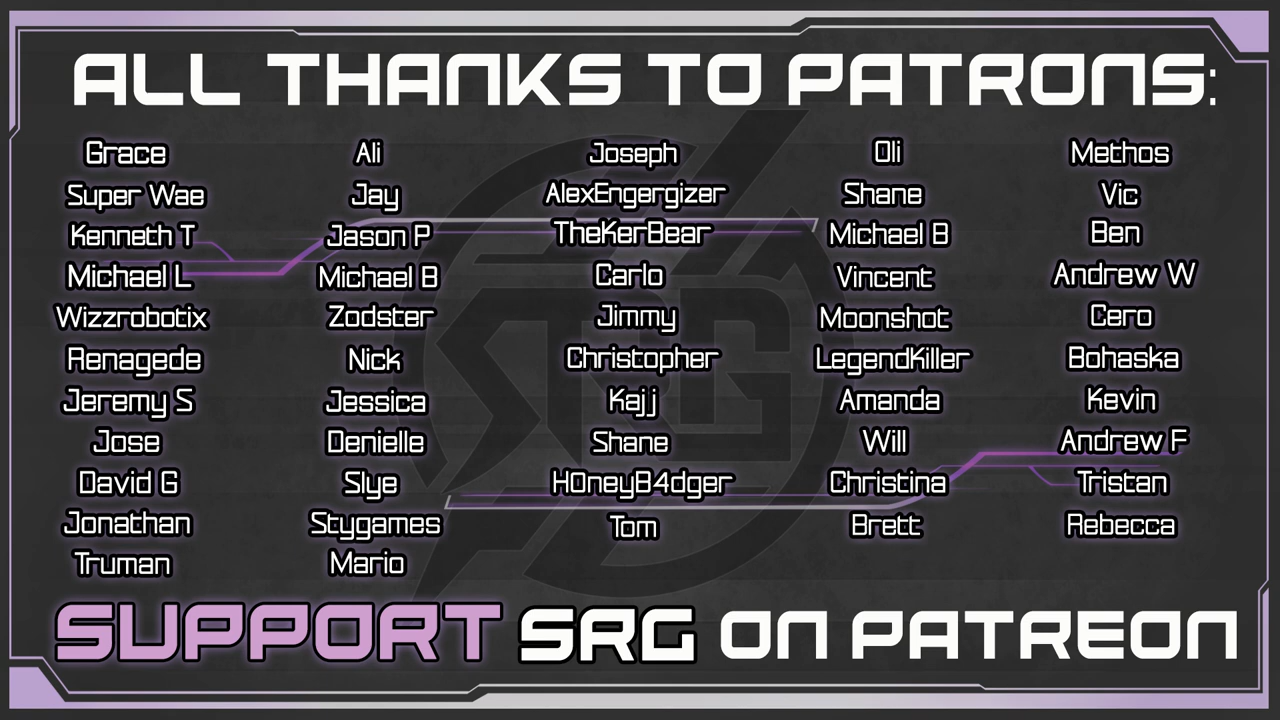 ALL THANKS TO PATRONS:
Grace Ali Joseph Oli Methos
Super Wae Jay AlexEngergizer Shane Vic
Kenneth T Jason P TheKerBear Michael B Ben
Michael L Michael B Carlo Vincent Andrew W
Wizzrobotix Zodster Jimmy Moonshot Cero
Renagede Nick Christopher LegendKiller Bohaska
Jeremy S Jessica Kajj Amanda Kevin
Jose Denielle Shane Will Andrew F
David G Slye H0neyB4dger Christina Tristan
Jonathan Stygames Tom Brett Rebecca
Truman Mario
SUPPORT SRG ON PATREON